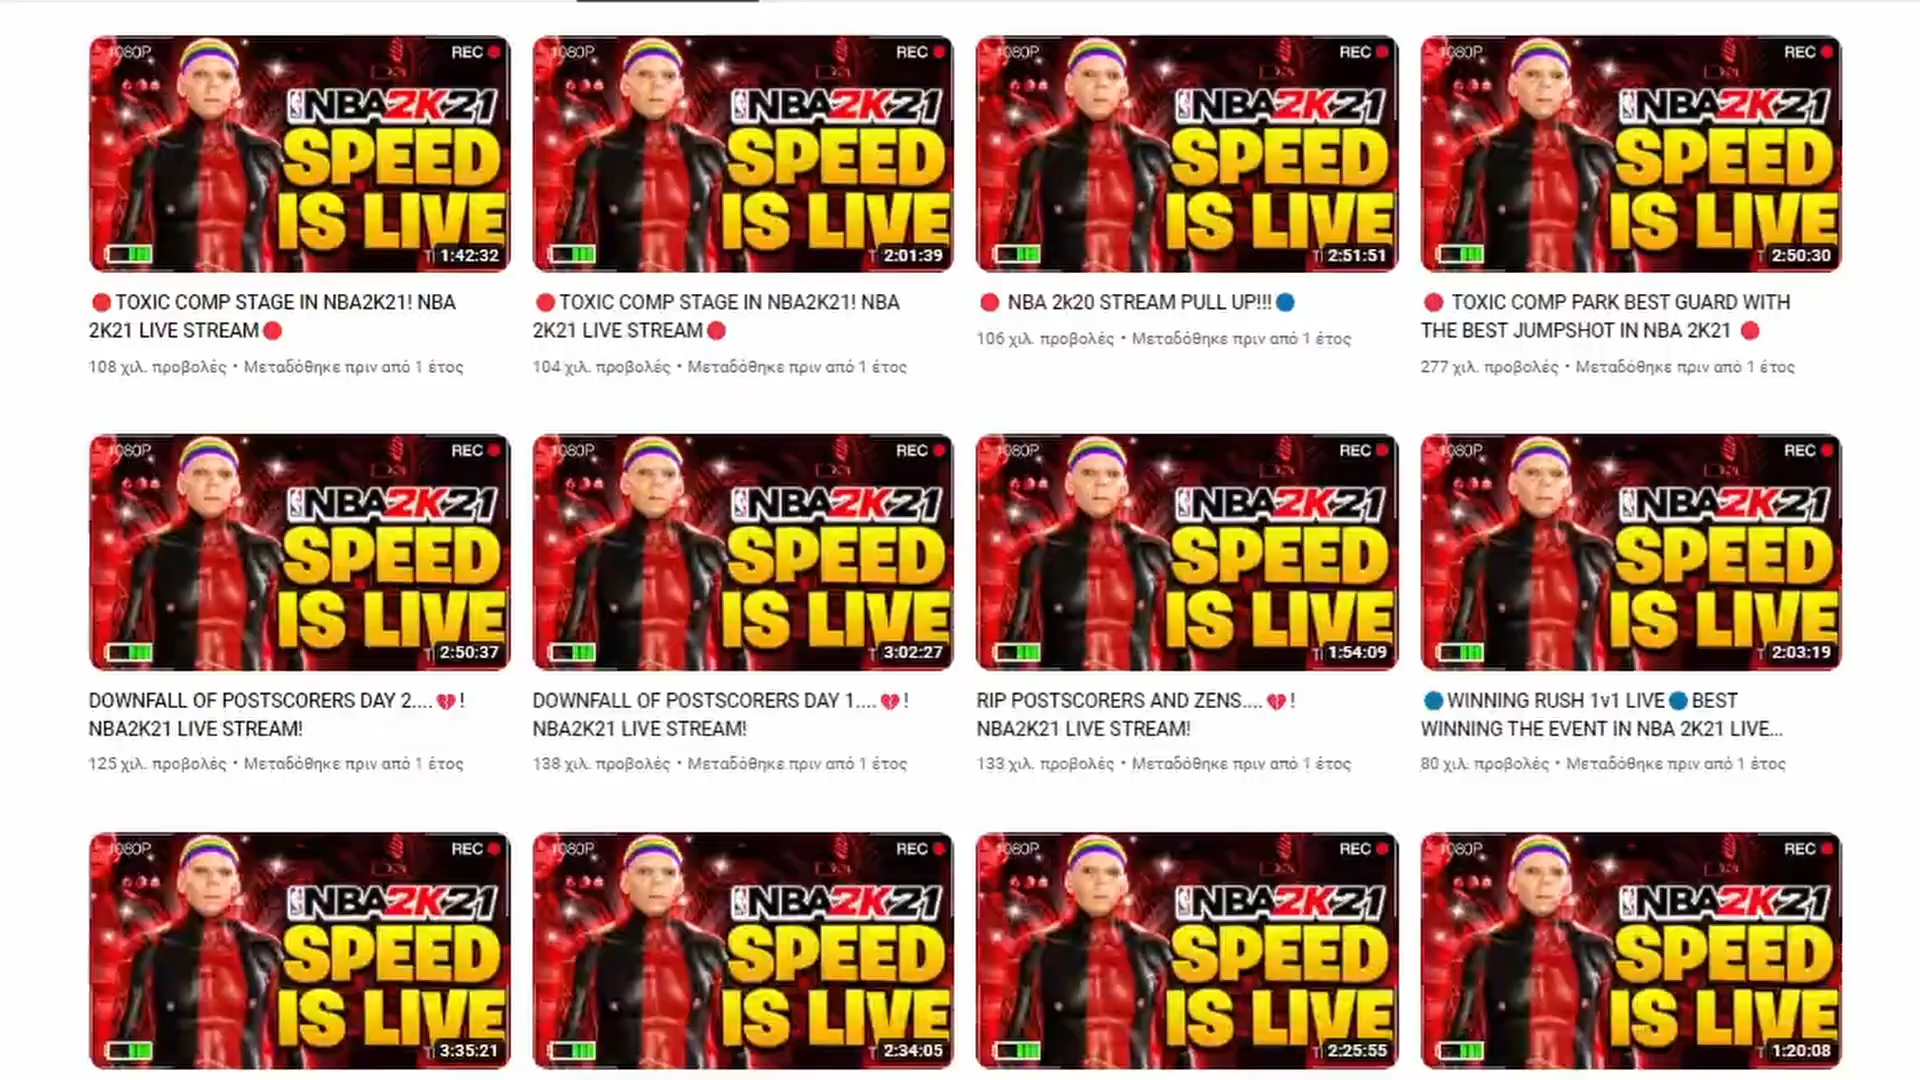 1080P REC
NBA2K21
SPEED
IS LIVE
1:42:32
1080P REC
NBA2K21
SPEED
IS LIVE
2:01:39
1080P REC
NBA2K21
SPEED
IS LIVE
2:51:51
1080P REC
NBA2K21
SPEED
IS LIVE
2:50:30
🔴TOXIC COMP STAGE IN NBA2K21! NBA
2K21 LIVE STREAM🔴
108 χιλ. προβολές • Μεταδόθηκε πριν από 1 έτος
🔴TOXIC COMP STAGE IN NBA2K21! NBA
2K21 LIVE STREAM🔴
104 χιλ. προβολές • Μεταδόθηκε πριν από 1 έτος
🔴 NBA 2k20 STREAM PULL UP!!!🔵
106 χιλ. προβολές • Μεταδόθηκε πριν από 1 έτος
🔴 TOXIC COMP PARK BEST GUARD WITH
THE BEST JUMPSHOT IN NBA 2K21 🔴
277 χιλ. προβολές • Μεταδόθηκε πριν από 1 έτος
1080P REC
NBA2K21
SPEED
IS LIVE
2:50:37
1080P REC
NBA2K21
SPEED
IS LIVE
3:02:27
1080P REC
NBA2K21
SPEED
IS LIVE
1:54:09
1080P REC
NBA2K21
SPEED
IS LIVE
2:03:19
DOWNFALL OF POSTSCORERS DAY 2....💔!
NBA2K21 LIVE STREAM!
125 χιλ. προβολές • Μεταδόθηκε πριν από 1 έτος
DOWNFALL OF POSTSCORERS DAY 1....💔!
NBA2K21 LIVE STREAM!
138 χιλ. προβολές • Μεταδόθηκε πριν από 1 έτος
RIP POSTSCORERS AND ZENS....💔!
NBA2K21 LIVE STREAM!
133 χιλ. προβολές • Μεταδόθηκε πριν από 1 έτος
🔵WINNING RUSH 1v1 LIVE🔵BEST
WINNING THE EVENT IN NBA 2K21 LIVE...
80 χιλ. προβολές • Μεταδόθηκε πριν από 1 έτος
1080P REC
NBA2K21
SPEED
IS LIVE
3:35:21
1080P REC
NBA2K21
SPEED
IS LIVE
2:34:05
1080P REC
NBA2K21
SPEED
IS LIVE
2:25:55
1080P REC
NBA2K21
SPEED
IS LIVE
1:20:08